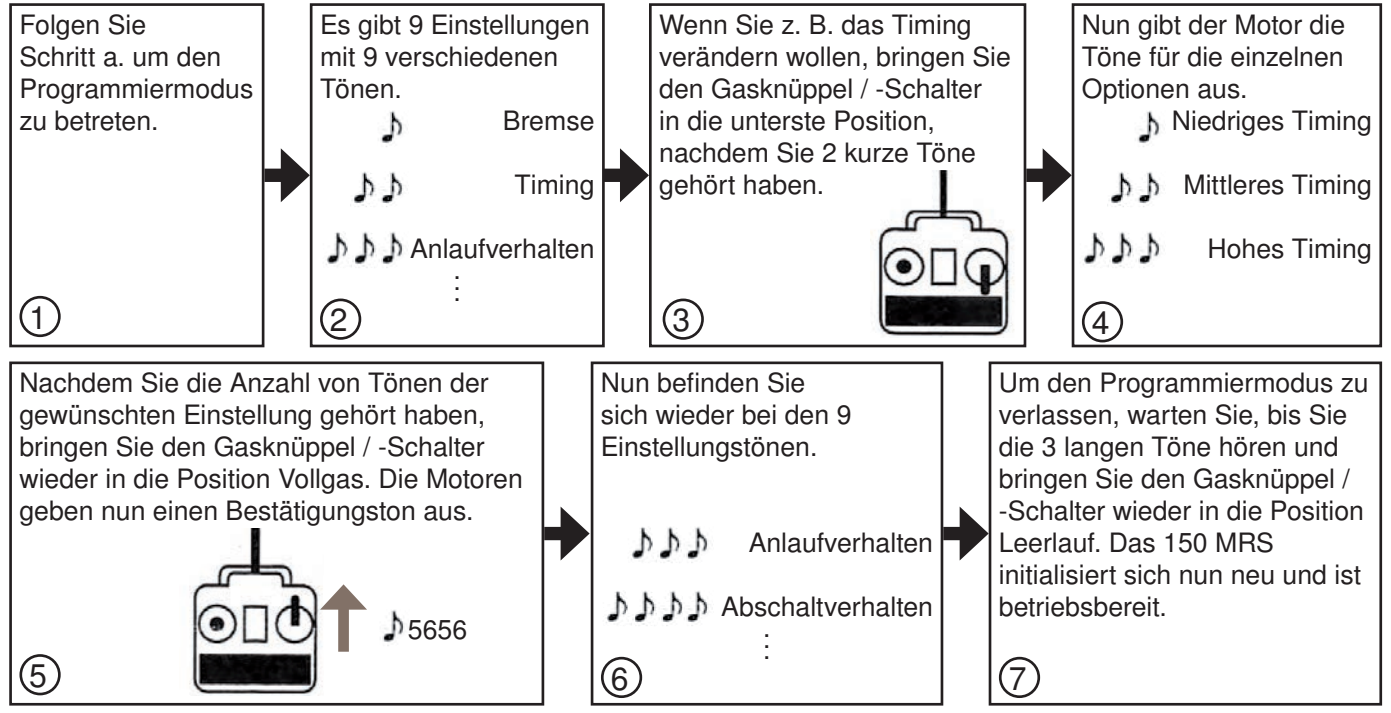 Folgen Sie
Schritt a. um den
Programmiermodus
zu betreten.
1
Es gibt 9 Einstellungen
mit 9 verschiedenen
Tönen.
Bremse
Timing
Anlaufverhalten
2
Wenn Sie z. B. das Timing
verändern wollen, bringen Sie
den Gasknüppel / -Schalter
in die unterste Position,
nachdem Sie 2 kurze Töne
gehört haben.
3
Nun gibt der Motor die
Töne für die einzelnen
Optionen aus.
Niedriges Timing
Mittleres Timing
Hohes Timing
4
Nachdem Sie die Anzahl von Tönen der
gewünschten Einstellung gehört haben,
bringen Sie den Gasknüppel / -Schalter
wieder in die Position Vollgas. Die Motoren
geben nun einen Bestätigungston aus.
5656
5
Nun befinden Sie
sich wieder bei den 9
Einstellungstönen.
Anlaufverhalten
Abschaltverhalten
6
Um den Programmiermodus zu
verlassen, warten Sie, bis Sie
die 3 langen Töne hören und
bringen Sie den Gasknüppel /
-Schalter wieder in die Position
Leerlauf. Das 150 MRS
initialisiert sich nun neu und ist
betriebsbereit.
7